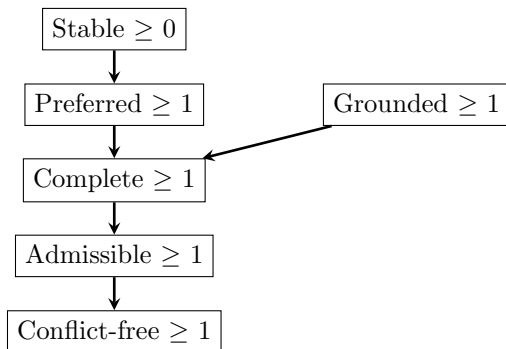 Stable ≥ 0
Preferred ≥ 1
Grounded ≥ 1
Complete ≥ 1
Admissible ≥ 1
Conflict-free ≥ 1